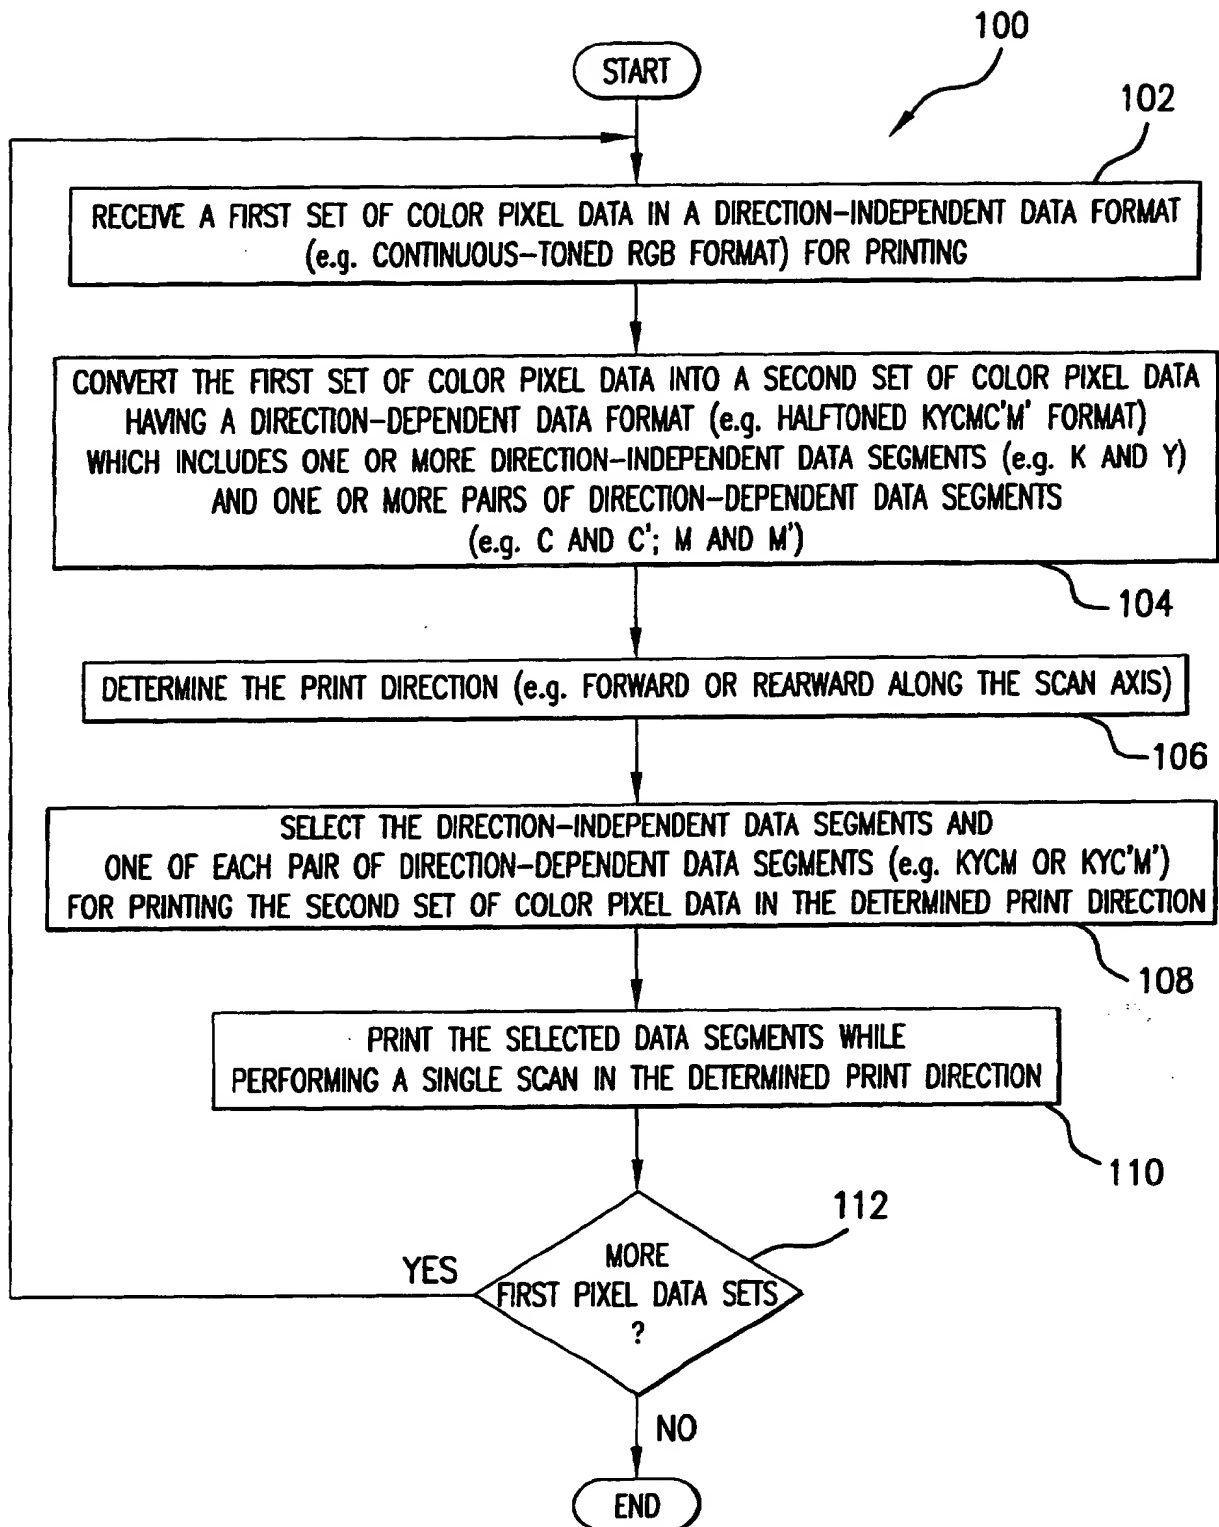 100
START
102
RECEIVE A FIRST SET OF COLOR PIXEL DATA IN A DIRECTION-INDEPENDENT DATA FORMAT
(e.g. CONTINUOUS-TONED RGB FORMAT) FOR PRINTING
CONVERT THE FIRST SET OF COLOR PIXEL DATA INTO A SECOND SET OF COLOR PIXEL DATA
HAVING A DIRECTION-DEPENDENT DATA FORMAT (e.g. HALFTONED KYCMC'M' FORMAT)
WHICH INCLUDES ONE OR MORE DIRECTION-INDEPENDENT DATA SEGMENTS (e.g. K AND Y)
AND ONE OR MORE PAIRS OF DIRECTION-DEPENDENT DATA SEGMENTS
(e.g. C AND C'; M AND M')
104
DETERMINE THE PRINT DIRECTION (e.g. FORWARD OR REARWARD ALONG THE SCAN AXIS)
106
SELECT THE DIRECTION-INDEPENDENT DATA SEGMENTS AND
ONE OF EACH PAIR OF DIRECTION-DEPENDENT DATA SEGMENTS (e.g. KYCM OR KYC'M')
FOR PRINTING THE SECOND SET OF COLOR PIXEL DATA IN THE DETERMINED PRINT DIRECTION
108
PRINT THE SELECTED DATA SEGMENTS WHILE
PERFORMING A SINGLE SCAN IN THE DETERMINED PRINT DIRECTION
110
112
MORE
FIRST PIXEL DATA SETS
?
YES
NO
END